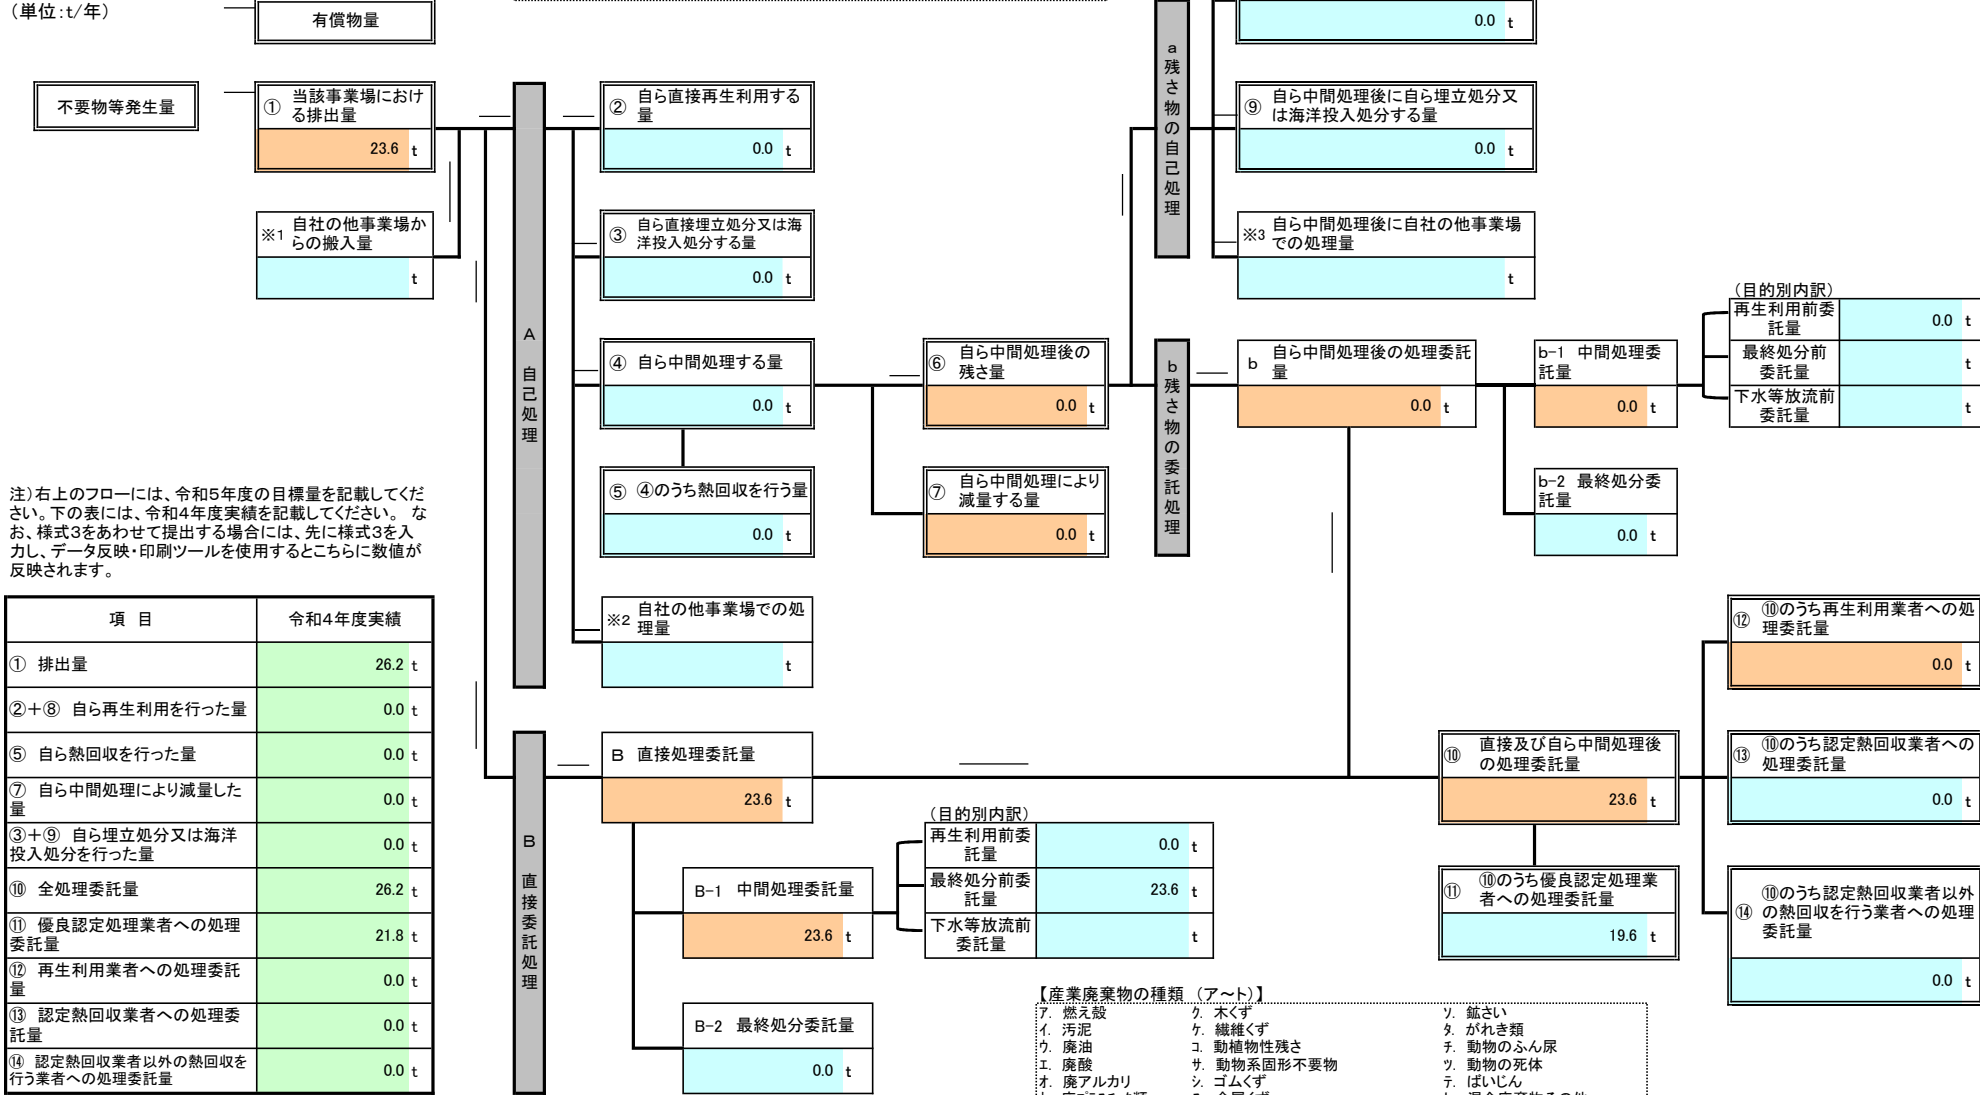 （単位:ｔ/年）
有償物量
0.0 t
不要物等発生量
① 当該事業場におけ
る排出量
23.6 t
※1 自社の他事業場か
らの搬入量
t
A 自己処理
② 自ら直接再生利用する
量
0.0 t
③ 自ら直接埋立処分又は海
洋投入処分する量
0.0 t
④ 自ら中間処理する量
0.0 t
⑤ ④のうち熱回収を行う量
0.0 t
※2 自社の他事業場での処
理量
t
⑥ 自ら中間処理後の
残さ量
0.0 t
⑦ 自ら中間処理により
減量する量
0.0 t
a残さ物の自己処理
⑨ 自ら中間処理後に自ら埋立処分又
は海洋投入処分する量
0.0 t
※3 自ら中間処理後に自社の他事業場
での処理量
t
b残さ物の委託処理
b 自ら中間処理後の処理委託
量
0.0 t
b-1 中間処理委
託量
0.0 t
b-2 最終処分委
託量
0.0 t
（目的別内訳）
再生利用前委
託量
0.0 t
最終処分前
委託量
t
下水等放流前
委託量
t
注）右上のフローには、令和5年度の目標量を記載してくだ
さい。下の表には、令和4年度実績を記載してください。 な
お、様式3をあわせて提出する場合には、先に様式3を入
力し、データ反映・印刷ツールを使用するとこちらに数値が
反映されます。
項 目 令和4年度実績
① 排出量 26.2 t
②＋⑧ 自ら再生利用を行った量 0.0 t
⑤ 自ら熱回収を行った量 0.0 t
⑦ 自ら中間処理により減量した
量 0.0 t
③＋⑨ 自ら埋立処分又は海洋
投入処分を行った量 0.0 t
⑩ 全処理委託量 26.2 t
⑪ 優良認定処理業者への処理
委託量 21.8 t
⑫ 再生利用業者への処理委託
量 0.0 t
⑬ 認定熱回収業者への処理委
託量 0.0 t
⑭ 認定熱回収業者以外の熱回収を
行う業者への処理委託量 0.0 t
B 直接委託処理
B 直接処理委託量
23.6 t
B-1 中間処理委託量
23.6 t
B-2 最終処分委託量
0.0 t
（目的別内訳）
再生利用前委
託量
0.0 t
最終処分前委
託量
23.6 t
下水等放流前
委託量
t
⑩ 直接及び自ら中間処理後
の処理委託量
23.6 t
⑪ ⑩のうち優良認定処理業
者への処理委託量
19.6 t
⑫ ⑩のうち再生利用業者への処
理委託量
0.0 t
⑬ ⑩のうち認定熱回収業者への
処理委託量
0.0 t
⑭ ⑩のうち認定熱回収業者以外
の熱回収を行う業者への処理
委託量
0.0 t
【産業廃棄物の種類 （ア～ト）】
ア. 燃え殻 ク. 木くず ソ. 鉱さい
イ. 汚泥 ケ. 繊維くず タ. がれき類
ウ. 廃油 コ. 動植物性残さ チ. 動物のふん尿
エ. 廃酸 サ. 動物系固形不要物 ツ. 動物の死体
オ. 廃アルカリ シ. ゴムくず テ. ばいじん